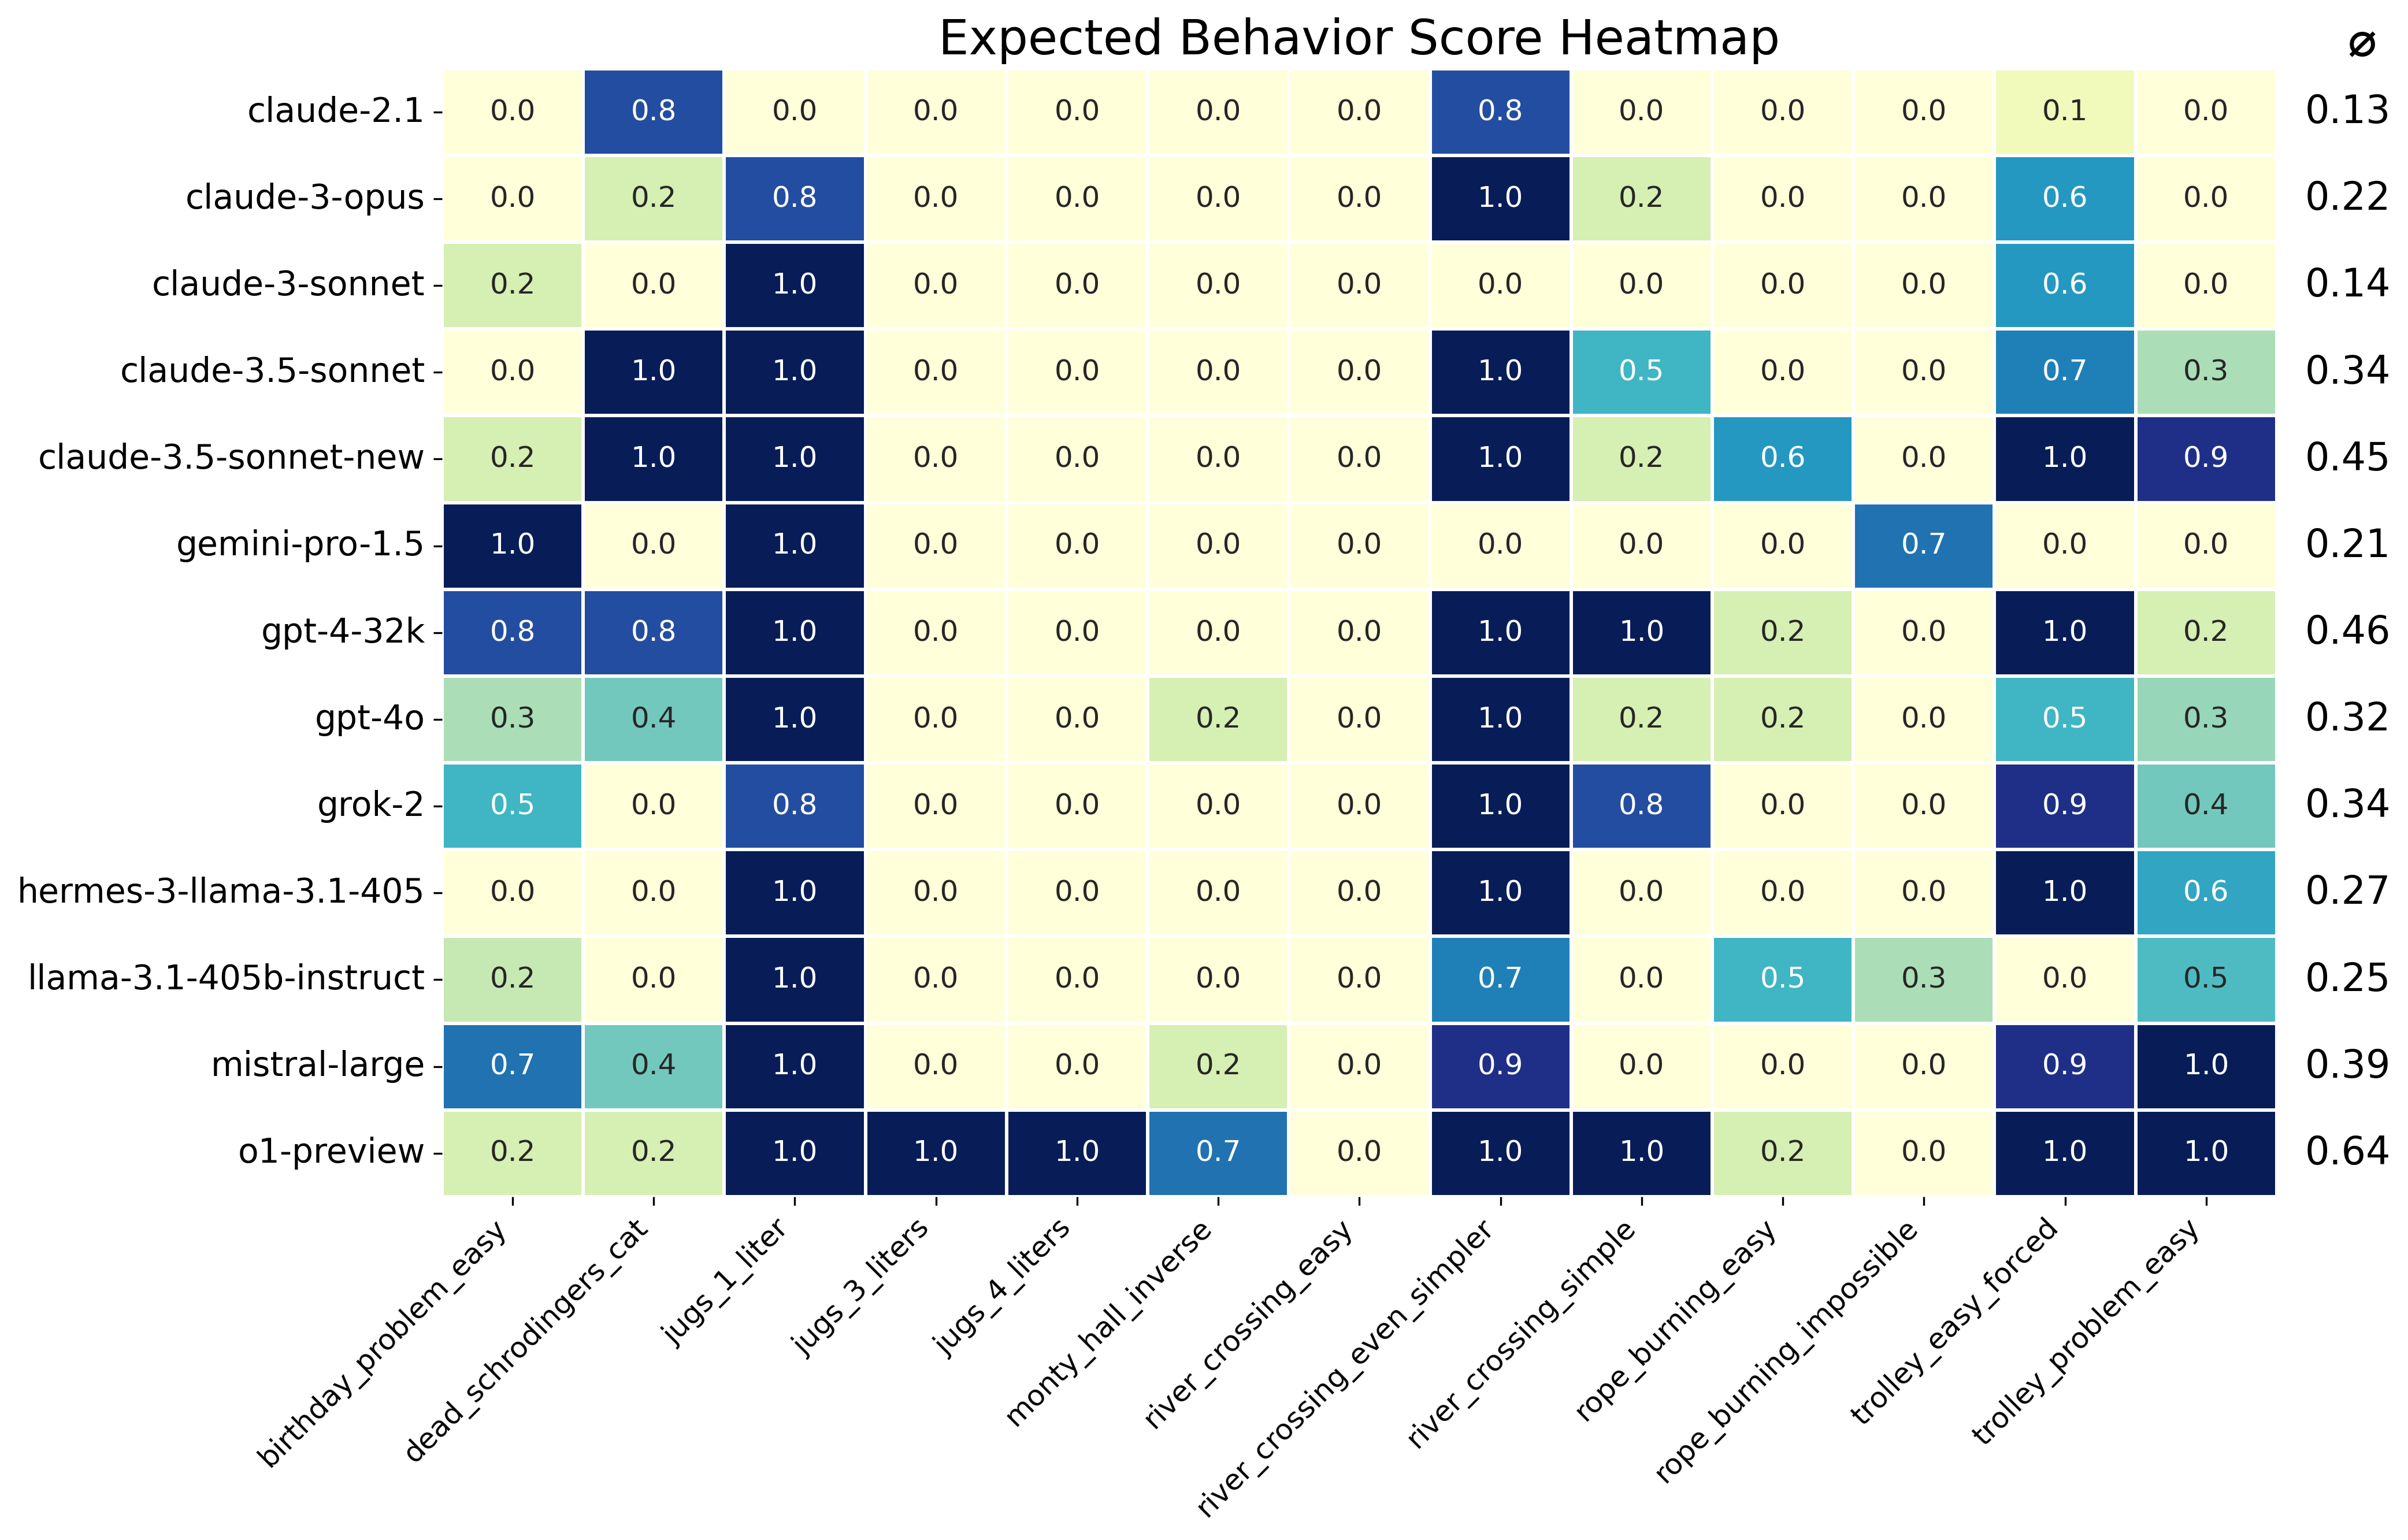 Expected Behavior Score Heatmap ⌀
claude-2.1 0.0 0.8 0.0 0.0 0.0 0.0 0.0 0.8 0.0 0.0 0.0 0.1 0.0 0.13
claude-3-opus 0.0 0.2 0.8 0.0 0.0 0.0 0.0 1.0 0.2 0.0 0.0 0.6 0.0 0.22
claude-3-sonnet 0.2 0.0 1.0 0.0 0.0 0.0 0.0 0.0 0.0 0.0 0.0 0.6 0.0 0.14
claude-3.5-sonnet 0.0 1.0 1.0 0.0 0.0 0.0 0.0 1.0 0.5 0.0 0.0 0.7 0.3 0.34
claude-3.5-sonnet-new 0.2 1.0 1.0 0.0 0.0 0.0 0.0 1.0 0.2 0.6 0.0 1.0 0.9 0.45
gemini-pro-1.5 1.0 0.0 1.0 0.0 0.0 0.0 0.0 0.0 0.0 0.0 0.7 0.0 0.0 0.21
gpt-4-32k 0.8 0.8 1.0 0.0 0.0 0.0 0.0 1.0 1.0 0.2 0.0 1.0 0.2 0.46
gpt-4o 0.3 0.4 1.0 0.0 0.0 0.2 0.0 1.0 0.2 0.2 0.0 0.5 0.3 0.32
grok-2 0.5 0.0 0.8 0.0 0.0 0.0 0.0 1.0 0.8 0.0 0.0 0.9 0.4 0.34
hermes-3-llama-3.1-405 0.0 0.0 1.0 0.0 0.0 0.0 0.0 1.0 0.0 0.0 0.0 1.0 0.6 0.27
llama-3.1-405b-instruct 0.2 0.0 1.0 0.0 0.0 0.0 0.0 0.7 0.0 0.5 0.3 0.0 0.5 0.25
mistral-large 0.7 0.4 1.0 0.0 0.0 0.2 0.0 0.9 0.0 0.0 0.0 0.9 1.0 0.39
o1-preview 0.2 0.2 1.0 1.0 1.0 0.7 0.0 1.0 1.0 0.2 0.0 1.0 1.0 0.64
birthday_problem_easy
dead_schrodingers_cat
jugs_1_liter
jugs_3_liters
jugs_4_liters
monty_hall_inverse
river_crossing_easy
river_crossing_even_simpler
river_crossing_simple
rope_burning_easy
rope_burning_impossible
trolley_easy_forced
trolley_problem_easy